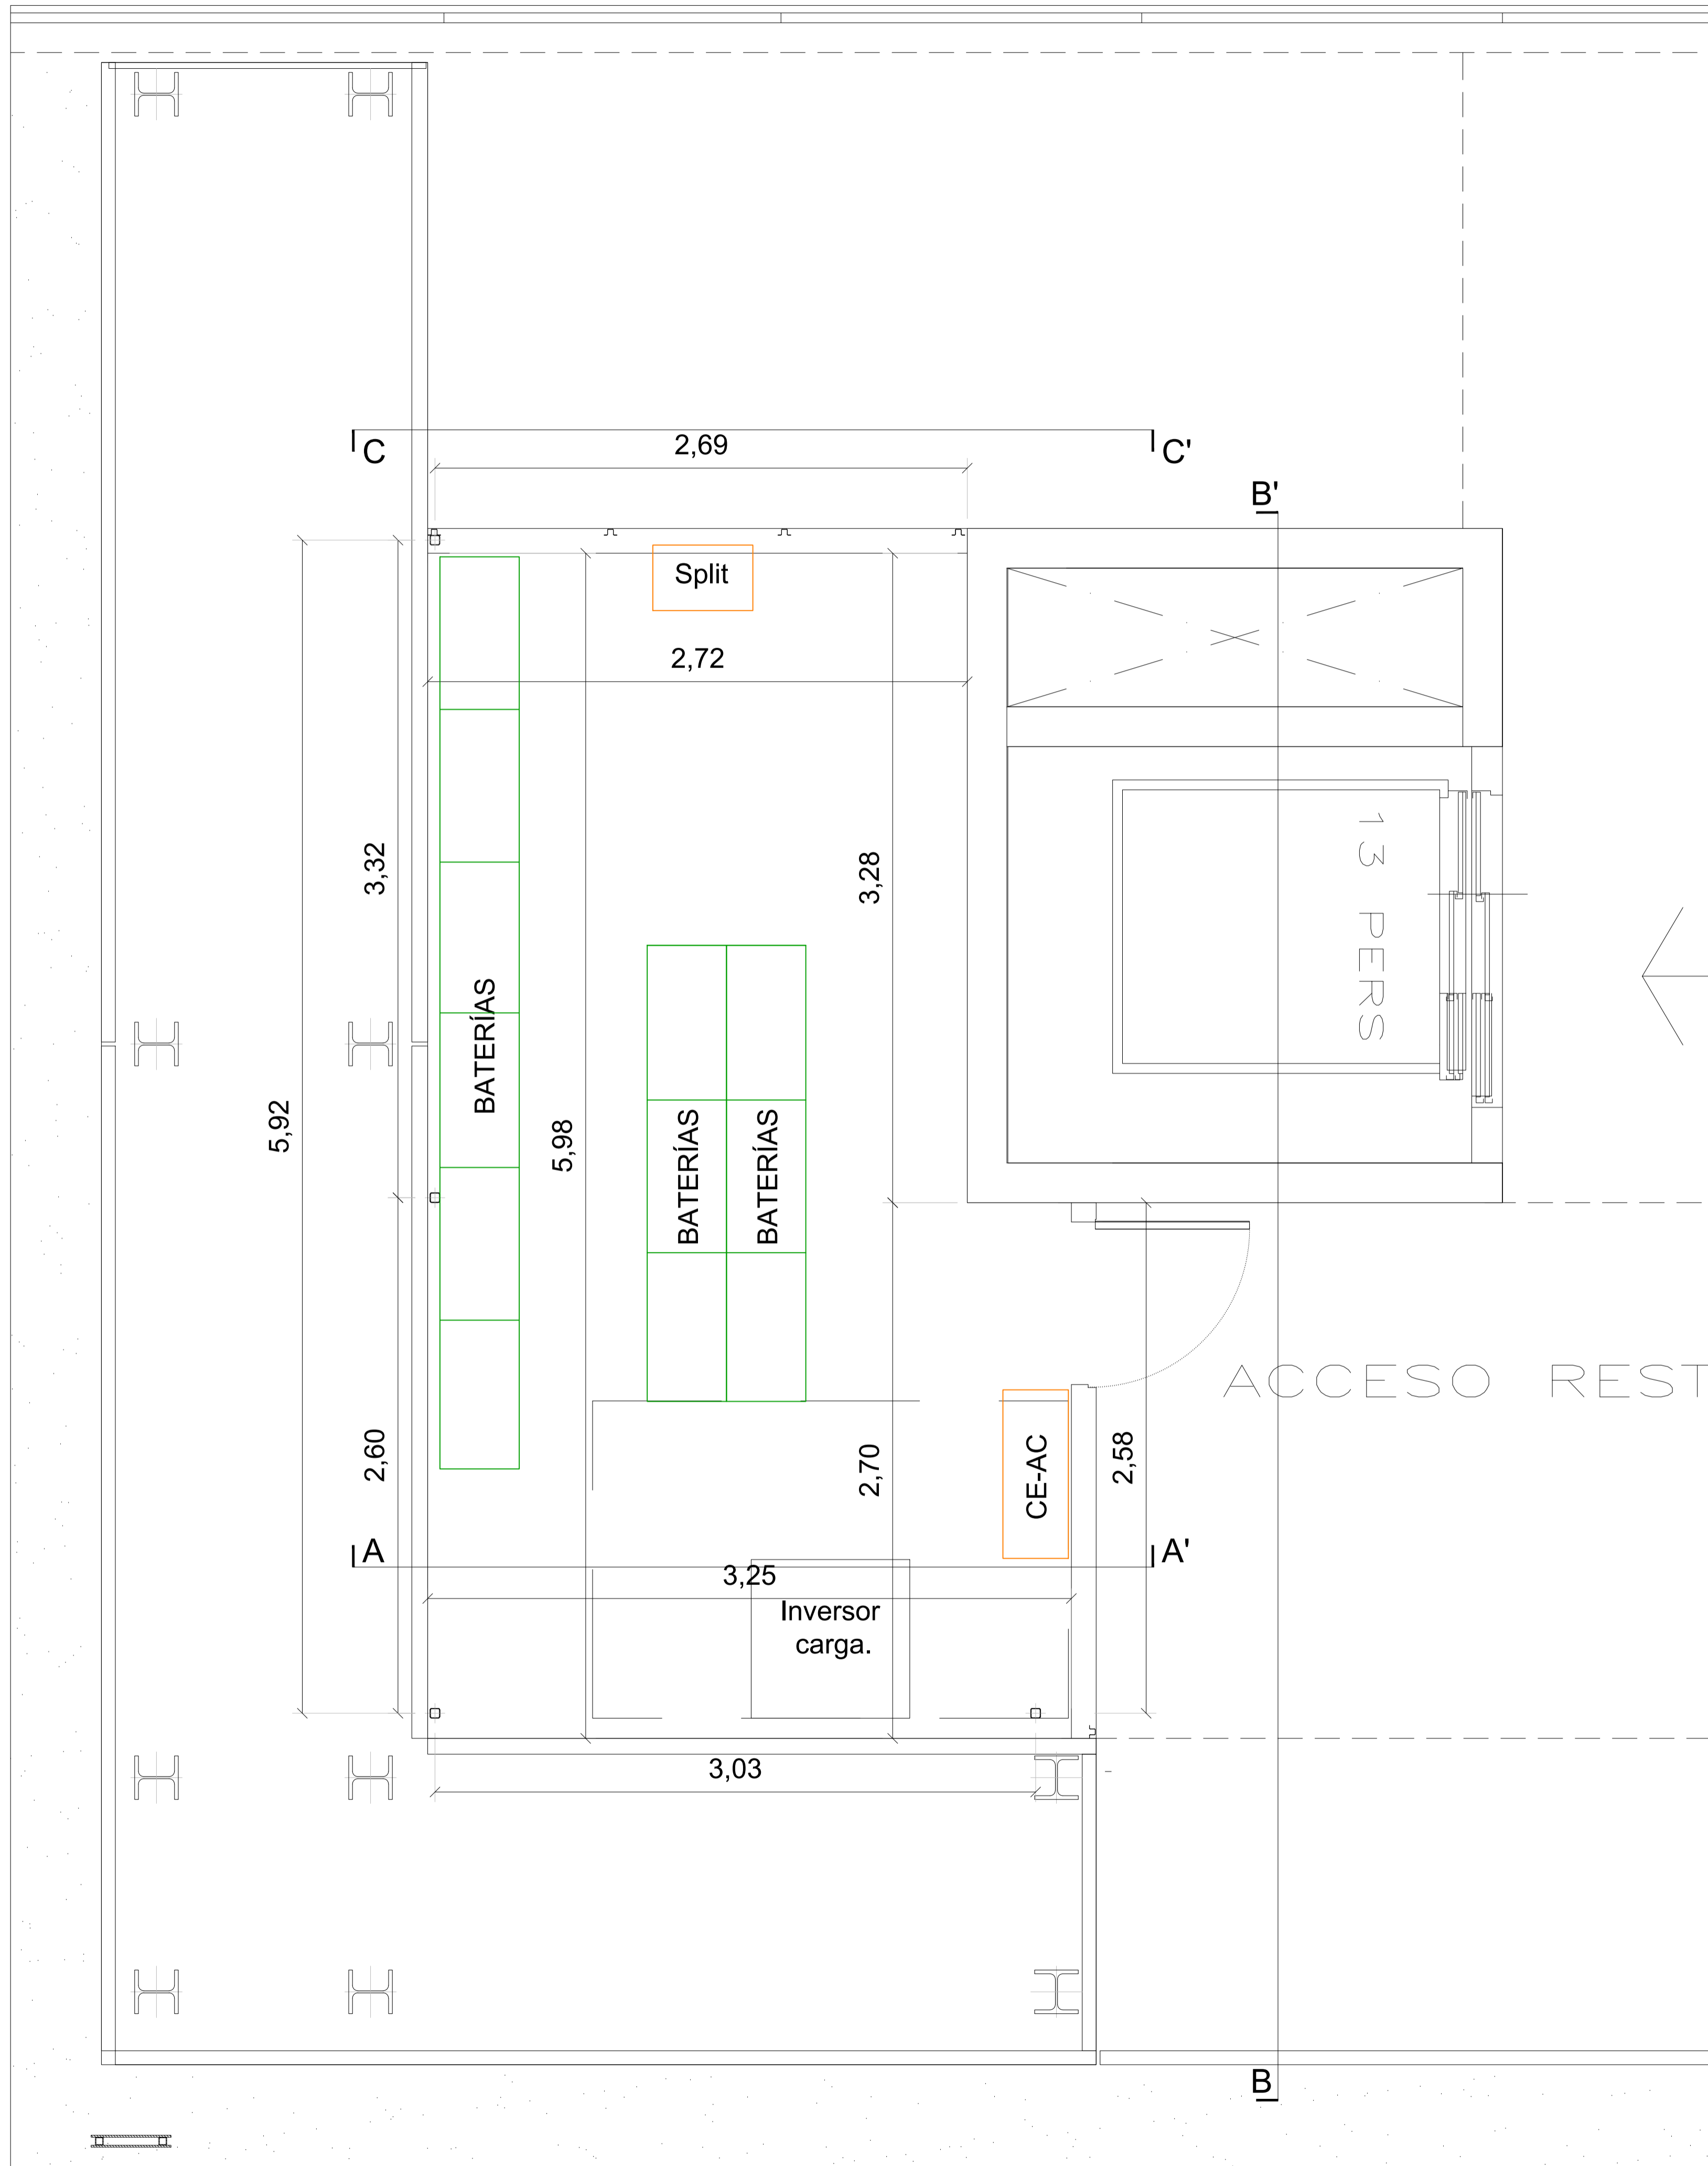 C
2,69
C'
B'
Split
2,72
3,32
3,28
13 PERS
BATERÍAS
5,92
5,98
BATERÍAS
BATERÍAS
ACCESO REST
2,60
2,70
CE-AC
2,58
A
A'
3,25
Inversor
carga.
3,03
B